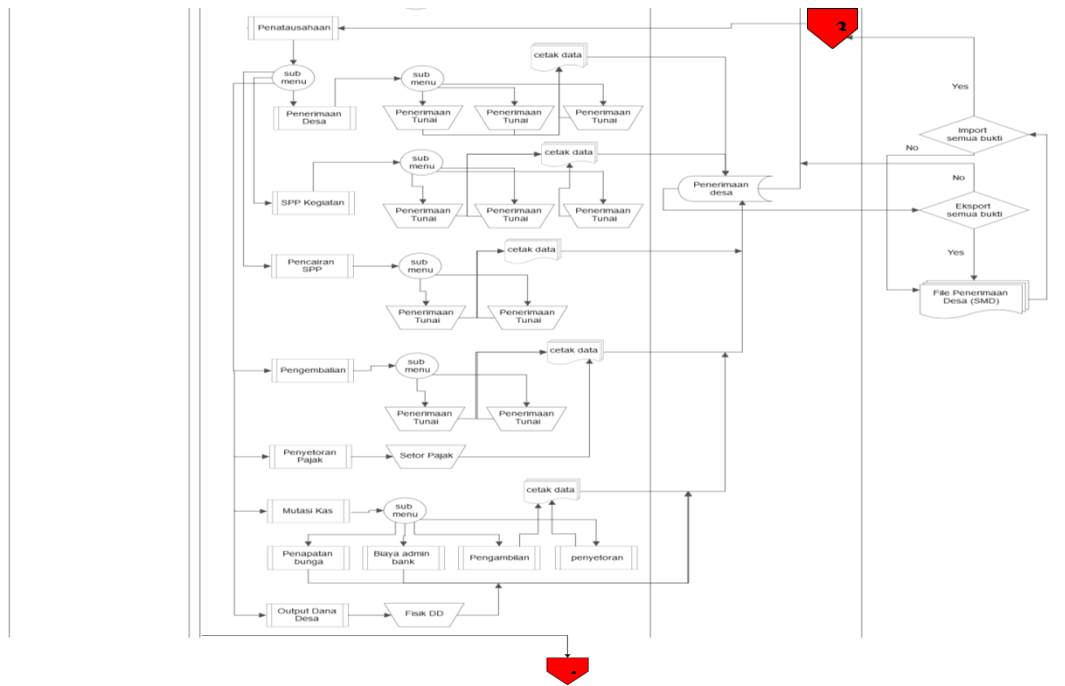 2
Penatausahaan
cetak data
sub
menu
sub
menu
Yes
Penerimaan
Desa
Penerimaan
Tunai
Penerimaan
Tunai
Penerimaan
Tunai
Import
semua bukti
No
cetak data
sub
menu
No
Penerimaan
desa
SPP Kegiatan
Penerimaan
Tunai
Penerimaan
Tunai
Penerimaan
Tunai
Eksport
semua bukti
cetak data
Yes
Pencairan
SPP
sub
menu
File Penerimaan
Desa (SMD)
Penerimaan
Tunai
Penerimaan
Tunai
cetak data
Pengembalian
sub
menu
Penerimaan
Tunai
Penerimaan
Tunai
Penyetoran
Pajak
Setor Pajak
cetak data
Mutasi Kas
sub
menu
Penapatan
bunga
Biaya admin
bank
Pengambilan
penyetoran
Output Dana
Desa
Fisik DD